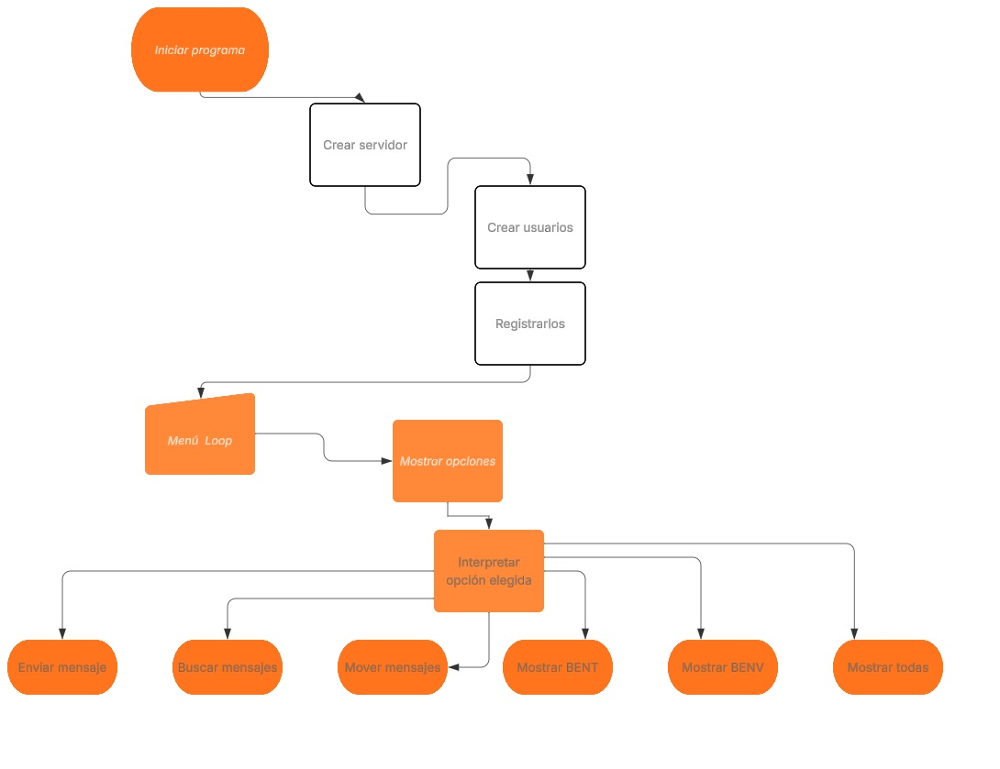 Iniciar programa
Crear servidor
Crear usuarios
Registrarlos
Menú Loop
Mostrar opciones
Interpretar
opción elegida
Enviar mensaje
Buscar mensajes
Mover mensajes
Mostrar BENT
Mostrar BENV
Mostrar todas